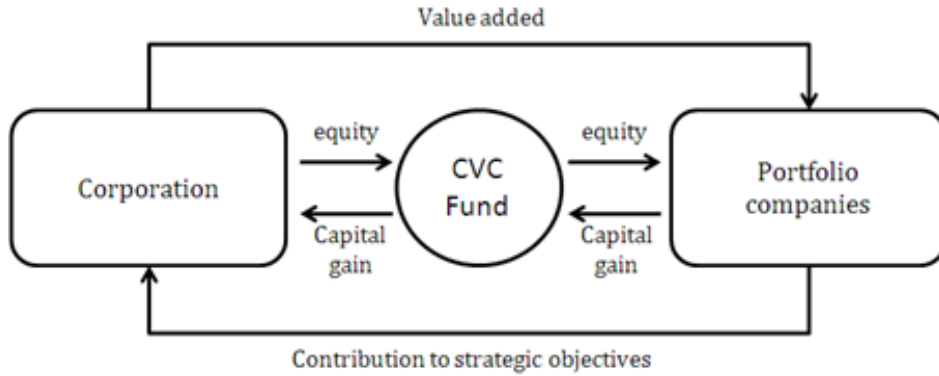 Value added
equity
equity
Corporation
CVC
Fund
Portfolio
companies
Capital
gain
Capital
gain
Contribution to strategic objectives